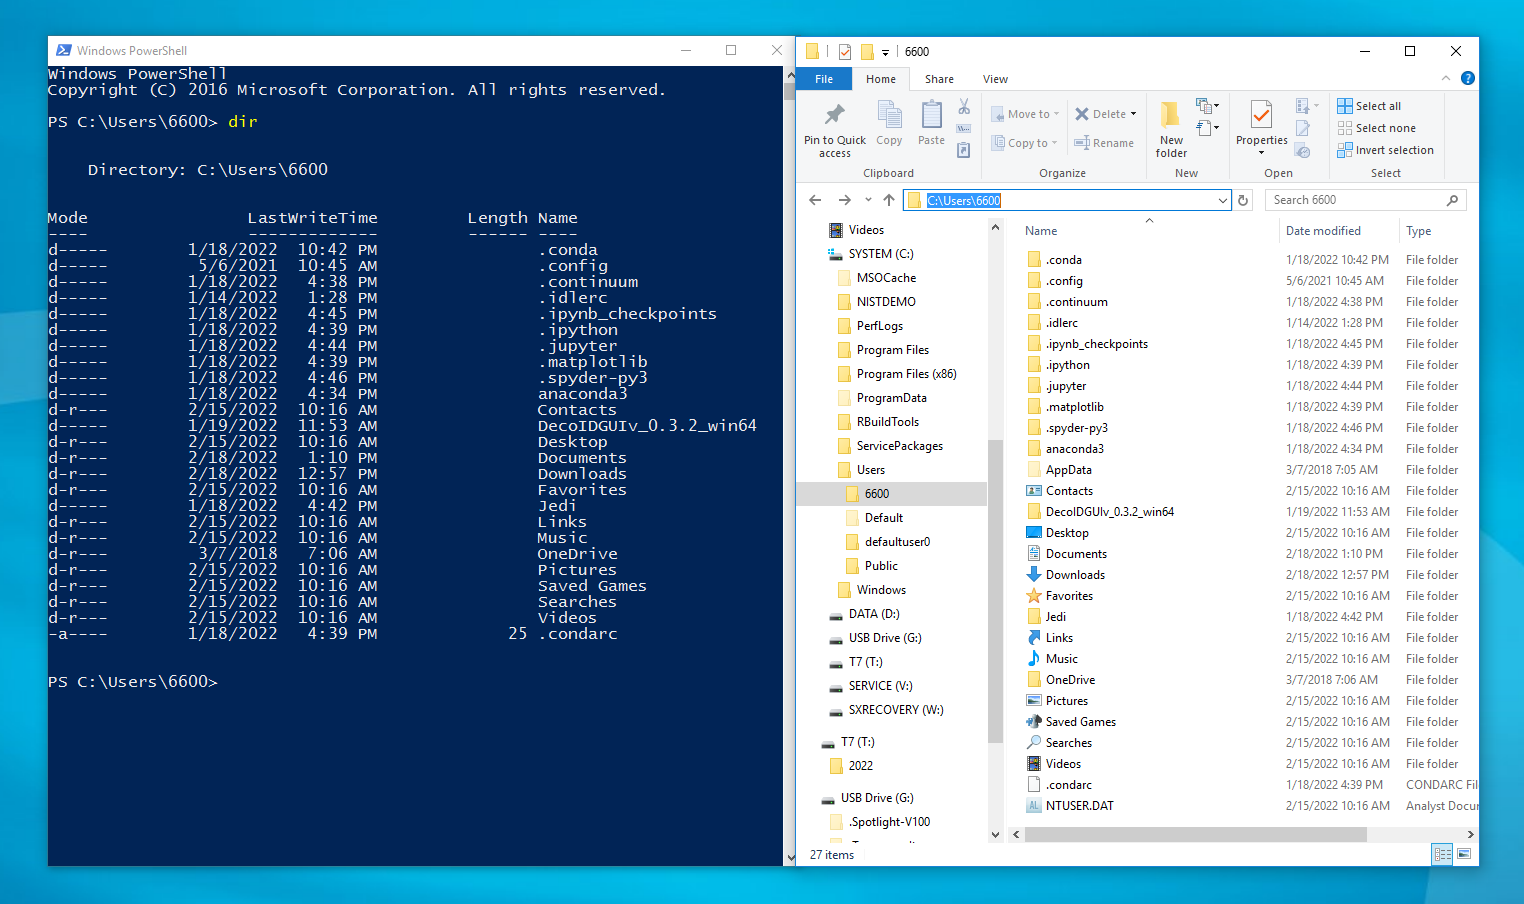 Windows PowerShell
Windows PowerShell
Copyright (C) 2016 Microsoft Corporation. All rights reserved.
PS C:\Users\6600> dir
Directory: C:\Users\6600
Mode LastWriteTime Length Name
---- ------------- ------ ----
d----- 1/18/2022 10:42 PM .conda
d----- 5/6/2021 10:45 AM .config
d----- 1/18/2022 4:38 PM .continuum
d----- 1/14/2022 1:28 PM .idlerc
d----- 1/18/2022 4:45 PM .ipynb_checkpoints
d----- 1/18/2022 4:39 PM .ipython
d----- 1/18/2022 4:44 PM .jupyter
d----- 1/18/2022 4:39 PM .matplotlib
d----- 1/18/2022 4:46 PM .spyder-py3
d----- 1/18/2022 4:34 PM anaconda3
d-r--- 2/15/2022 10:16 AM Contacts
d----- 1/19/2022 11:53 AM DecoIDGUIv_0.3.2_win64
d-r--- 2/15/2022 10:16 AM Desktop
d-r--- 2/18/2022 1:10 PM Documents
d-r--- 2/18/2022 12:57 PM Downloads
d-r--- 2/15/2022 10:16 AM Favorites
d----- 1/18/2022 4:42 PM Jedi
d-r--- 2/15/2022 10:16 AM Links
d-r--- 2/15/2022 10:16 AM Music
d-r--- 3/7/2018 7:06 AM OneDrive
d-r--- 2/15/2022 10:16 AM Pictures
d-r--- 2/15/2022 10:16 AM Saved Games
d-r--- 2/15/2022 10:16 AM Searches
d-r--- 2/15/2022 10:16 AM Videos
-a---- 1/18/2022 4:39 PM 25 .condarc
PS C:\Users\6600>
6600
File Home Share View
Pin to Quick access
Copy
Paste
Clipboard
Move to
Copy to
Delete
Rename
Organize
New folder
New
Properties
Open
Select all
Select none
Invert selection
Select
C:\Users\6600
Search 6600
Videos
SYSTEM (C:)
MSOCache
NISTDEMO
PerfLogs
Program Files
Program Files (x86)
ProgramData
RBuildTools
ServicePackages
Users
6600
Default
defaultuser0
Public
Windows
DATA (D:)
USB Drive (G:)
T7 (T:)
SERVICE (V:)
SXRECOVERY (W:)
T7 (T:)
2022
USB Drive (G:)
.Spotlight-V100
Name Date modified Type
.conda 1/18/2022 10:42 PM File folder
.config 5/6/2021 10:45 AM File folder
.continuum 1/18/2022 4:38 PM File folder
.idlerc 1/14/2022 1:28 PM File folder
.ipynb_checkpoints 1/18/2022 4:45 PM File folder
.ipython 1/18/2022 4:39 PM File folder
.jupyter 1/18/2022 4:44 PM File folder
.matplotlib 1/18/2022 4:39 PM File folder
.spyder-py3 1/18/2022 4:46 PM File folder
anaconda3 1/18/2022 4:34 PM File folder
AppData 3/7/2018 7:05 AM File folder
Contacts 2/15/2022 10:16 AM File folder
DecoIDGUIv_0.3.2_win64 1/19/2022 11:53 AM File folder
Desktop 2/15/2022 10:16 AM File folder
Documents 2/18/2022 1:10 PM File folder
Downloads 2/18/2022 12:57 PM File folder
Favorites 2/15/2022 10:16 AM File folder
Jedi 1/18/2022 4:42 PM File folder
Links 2/15/2022 10:16 AM File folder
Music 2/15/2022 10:16 AM File folder
OneDrive 3/7/2018 7:06 AM File folder
Pictures 2/15/2022 10:16 AM File folder
Saved Games 2/15/2022 10:16 AM File folder
Searches 2/15/2022 10:16 AM File folder
Videos 2/15/2022 10:16 AM File folder
.condarc 1/18/2022 4:39 PM CONDARC Fil
NTUSER.DAT 2/15/2022 10:16 AM Analyst Docu
27 items